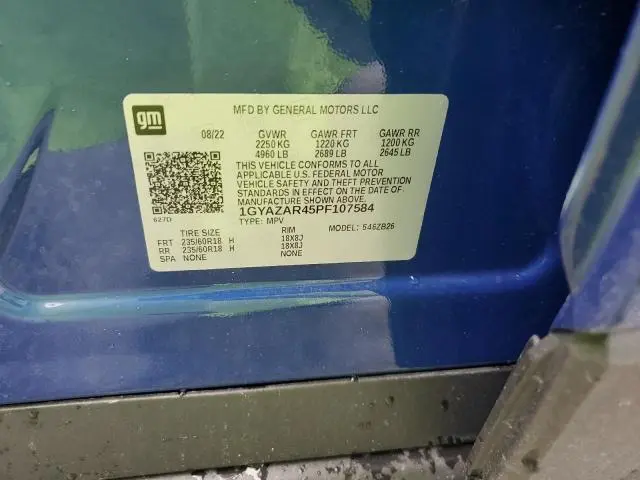 gm
MFD BY GENERAL MOTORS LLC
08/22 GVWR GAWR FRT GAWR RR
2250 KG 1220 KG 1200 KG
4960 LB 2689 LB 2645 LB
THIS VEHICLE CONFORMS TO ALL
APPLICABLE U.S. FEDERAL MOTOR
VEHICLE SAFETY AND THEFT
PREVENTION STANDARDS
IN EFFECT ON THE DATE OF
MANUFACTURE SHOWN ABOVE.
1GYAZAR45PF107584
627D TYPE: MPV MODEL: 546ZB26
TIRE SIZE RIM
FRT 235/60R18 H 18X8J
RR 235/60R18 H 18X8J
SPA NONE NONE